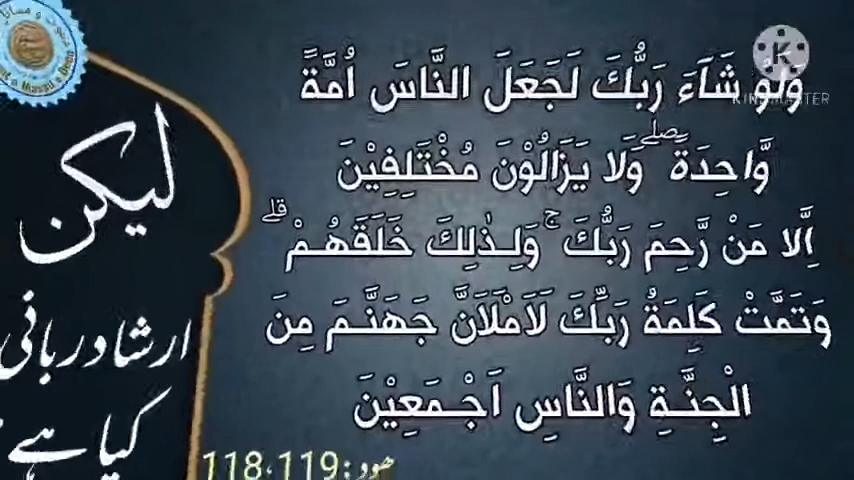 وَلَوْ شَآءَ رَبُّكَ لَجَعَلَ النَّاسَ اُمَّةً
وَّاحِدَةً ۖ وَّلَا يَزَالُوْنَ مُخْتَلِفِيْنَ
اِلَّا مَنْ رَّحِمَ رَبُّكَ ۚ وَلِذٰلِكَ خَلَقَهُمْ ۗ
وَتَمَّتْ كَلِمَةُ رَبِّكَ لَاَمْلَاَنَّ جَهَنَّمَ مِنَ
الْجِنَّةِ وَالنَّاسِ اَجْمَعِيْنَ
ھود: 118، 119
لیکن
ارشاد ربانی
کیا ہے
KINEMASTER